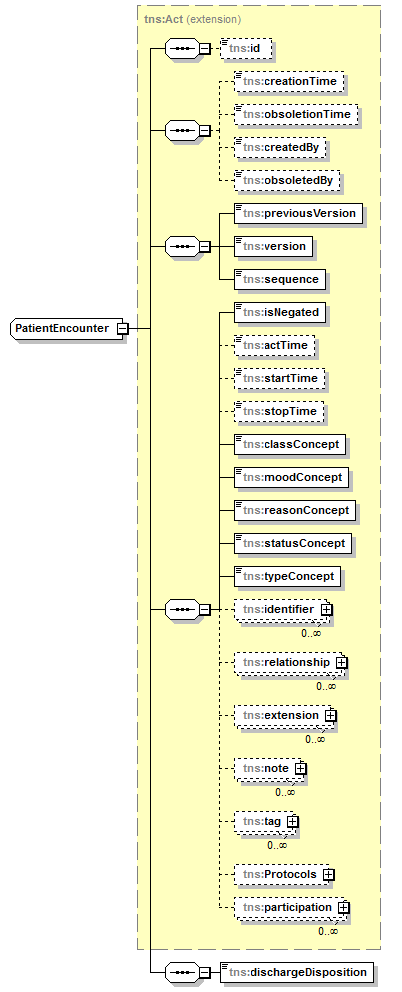 tns:Act (extension)
tns:id
tns:creationTime
tns:obsoletionTime
tns:createdBy
tns:obsoletedBy
tns:previousVersion
tns:version
tns:sequence
PatientEncounter
tns:isNegated
tns:actTime
tns:startTime
tns:stopTime
tns:classConcept
tns:moodConcept
tns:reasonConcept
tns:statusConcept
tns:typeConcept
tns:identifier
0..∞
tns:relationship
0..∞
tns:extension
0..∞
tns:note
0..∞
tns:tag
0..∞
tns:Protocols
tns:participation
0..∞
tns:dischargeDisposition